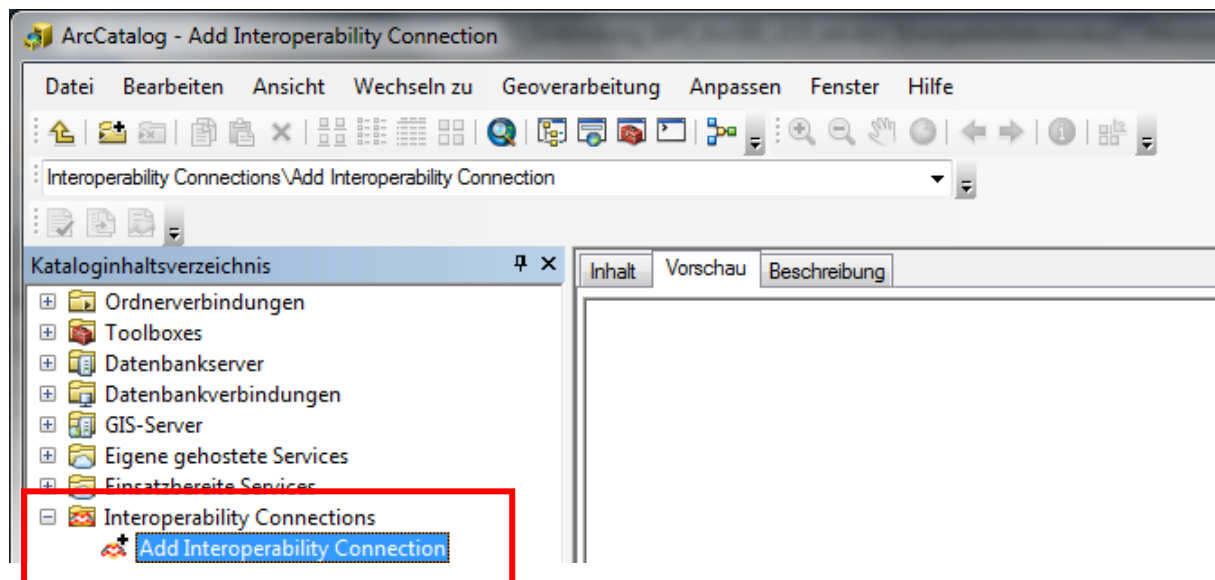 ArcCatalog - Add Interoperability Connection
Datei Bearbeiten Ansicht Wechseln zu Geoverarbeitung Anpassen Fenster Hilfe
Interoperability Connections\Add Interoperability Connection
Kataloginhaltsverzeichnis
Inhalt Vorschau Beschreibung
Ordnerverbindungen
Toolboxes
Datenbankserver
Datenbankverbindungen
GIS-Server
Eigene gehostete Services
Einsatzbereite Services
Interoperability Connections
Add Interoperability Connection